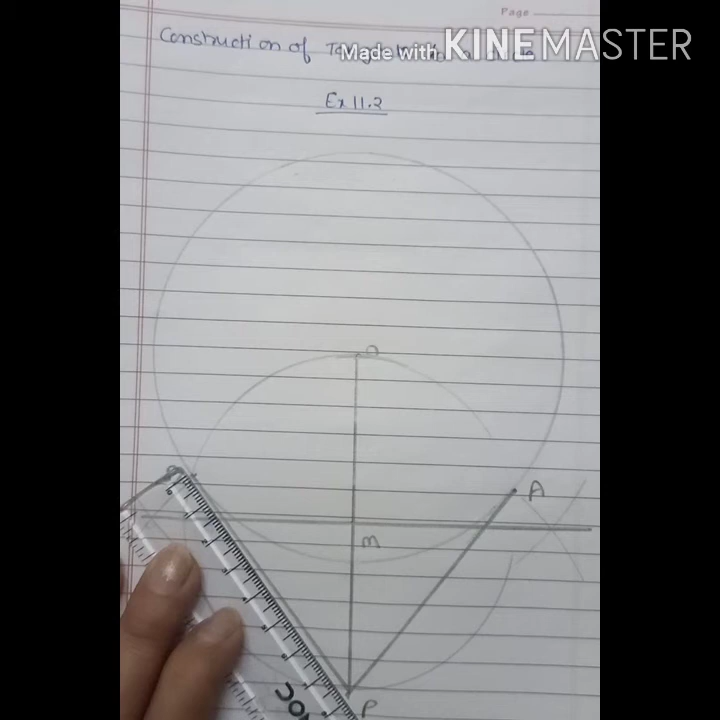 Page
Construction of
Made with KINEMASTER
Ex 11.2
O
A
M
P